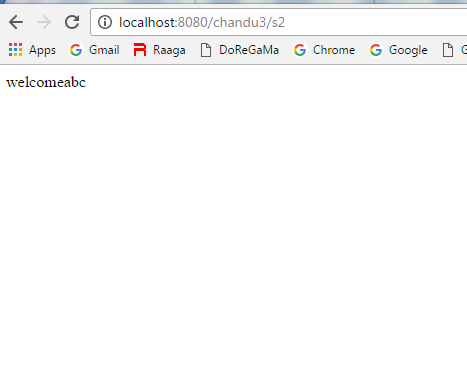 localhost:8080/chandu3/s2
Apps Gmail Raaga DoReGaMa Chrome Google G
welcomeabc